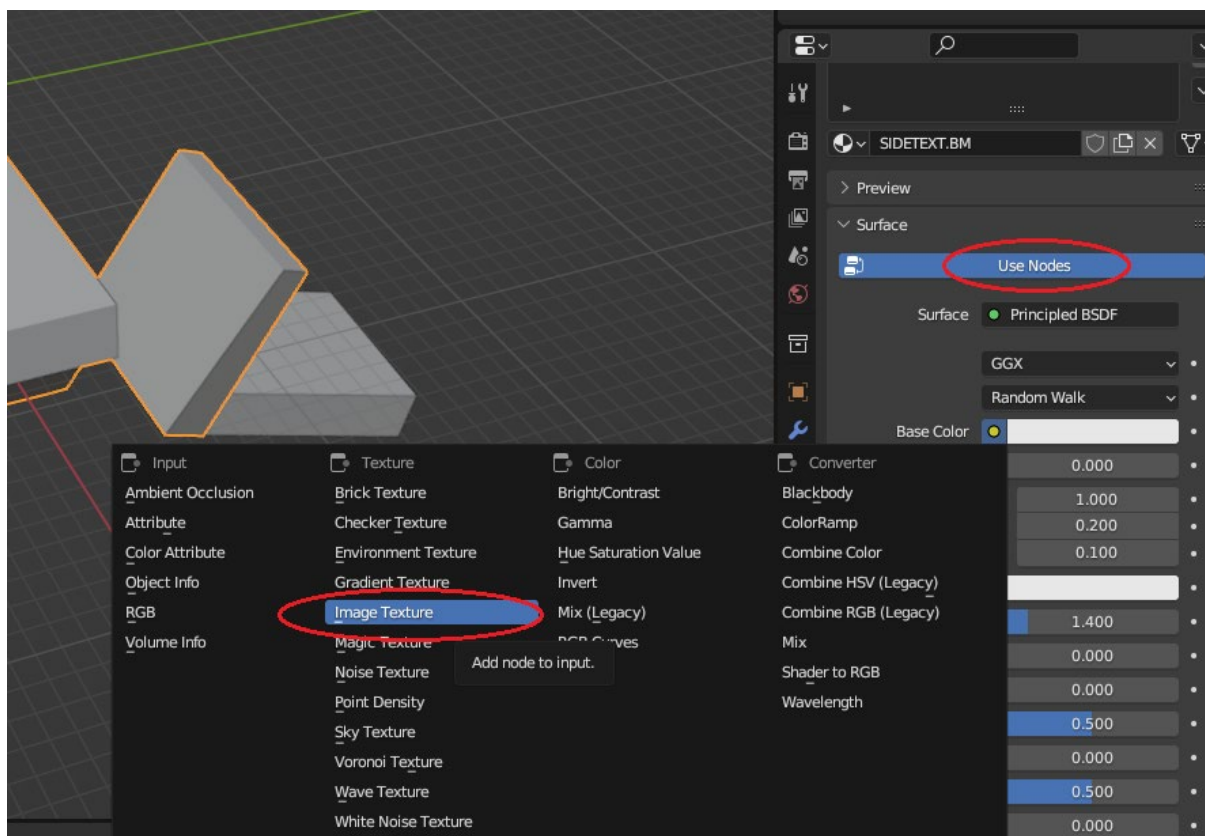 SIDETEXT.BM
Preview
Surface
Use Nodes
Surface Principled BSDF
GGX
Random Walk
Base Color
Input
Ambient Occlusion
Attribute
Color Attribute
Object Info
RGB
Volume Info
Texture
Brick Texture
Checker Texture
Environment Texture
Gradient Texture
Image Texture
Magic Texture
Noise Texture
Point Density
Sky Texture
Voronoi Texture
Wave Texture
White Noise Texture
Color
Bright/Contrast
Gamma
Hue Saturation Value
Invert
Mix (Legacy)
RGB Curves
Add node to input.
Converter
Blackbody
ColorRamp
Combine Color
Combine HSV (Legacy)
Combine RGB (Legacy)
Mix
Shader to RGB
Wavelength
0.000
1.000
0.200
0.100
1.400
0.000
0.000
0.500
0.000
0.500
0.000